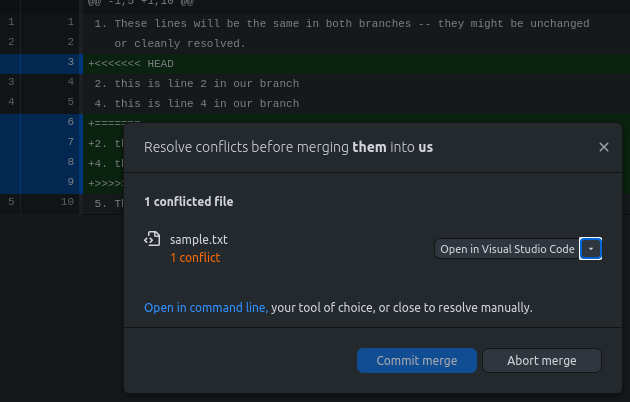 @@ -1,5 +1,10 @@
1 1 1. These lines will be the same in both branches -- they might be unchanged
2 2 or cleanly resolved.
3 +<<<<<<< HEAD
3 4 2. this is line 2 in our branch
4 5 4. this is line 4 in our branch
6 +=======
7 +2. th
8 +4. th
9 +>>>>
5 10 5. Th
Resolve conflicts before merging them into us
1 conflicted file
sample.txt
1 conflict
Open in Visual Studio Code
Open in command line, your tool of choice, or close to resolve manually.
Commit merge
Abort merge